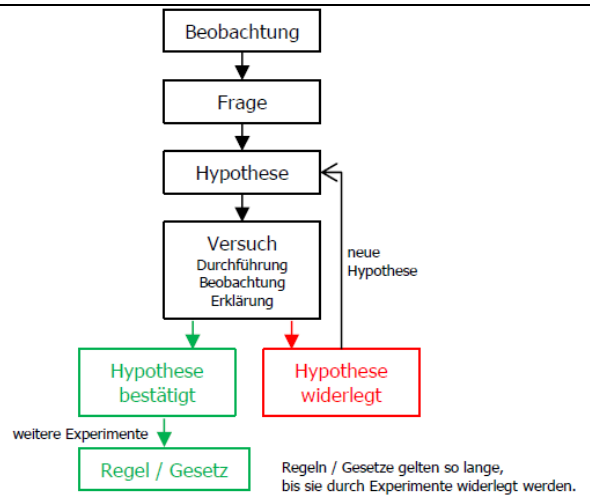 Beobachtung
Frage
Hypothese
Versuch
Durchführung
Beobachtung
Erklärung
neue
Hypothese
Hypothese
bestätigt
Hypothese
widerlegt
weitere Experimente
Regel / Gesetz
Regeln / Gesetze gelten so lange,
bis sie durch Experimente widerlegt werden.